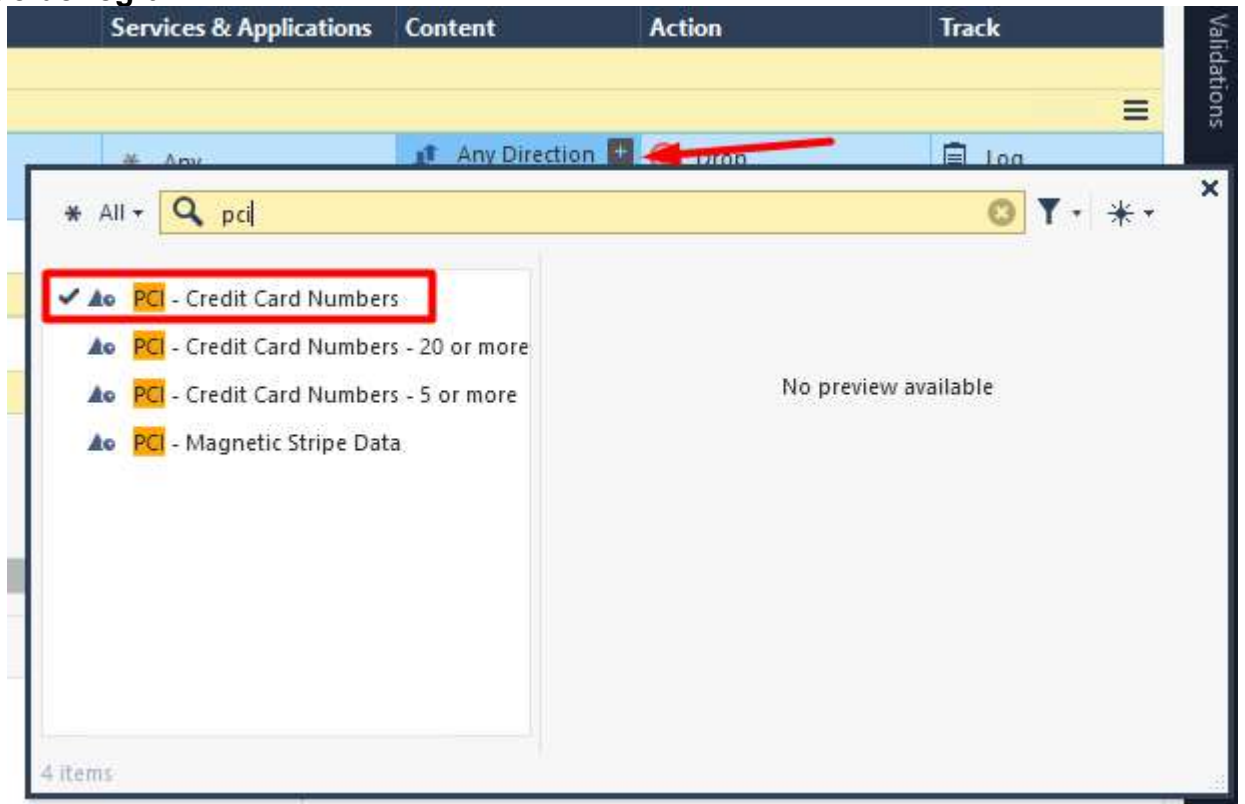 Services & Applications Content Action Track
Validations
Any Any Direction Drop Log
All pci
PCI - Credit Card Numbers
PCI - Credit Card Numbers - 20 or more
PCI - Credit Card Numbers - 5 or more
PCI - Magnetic Stripe Data
No preview available
4 items